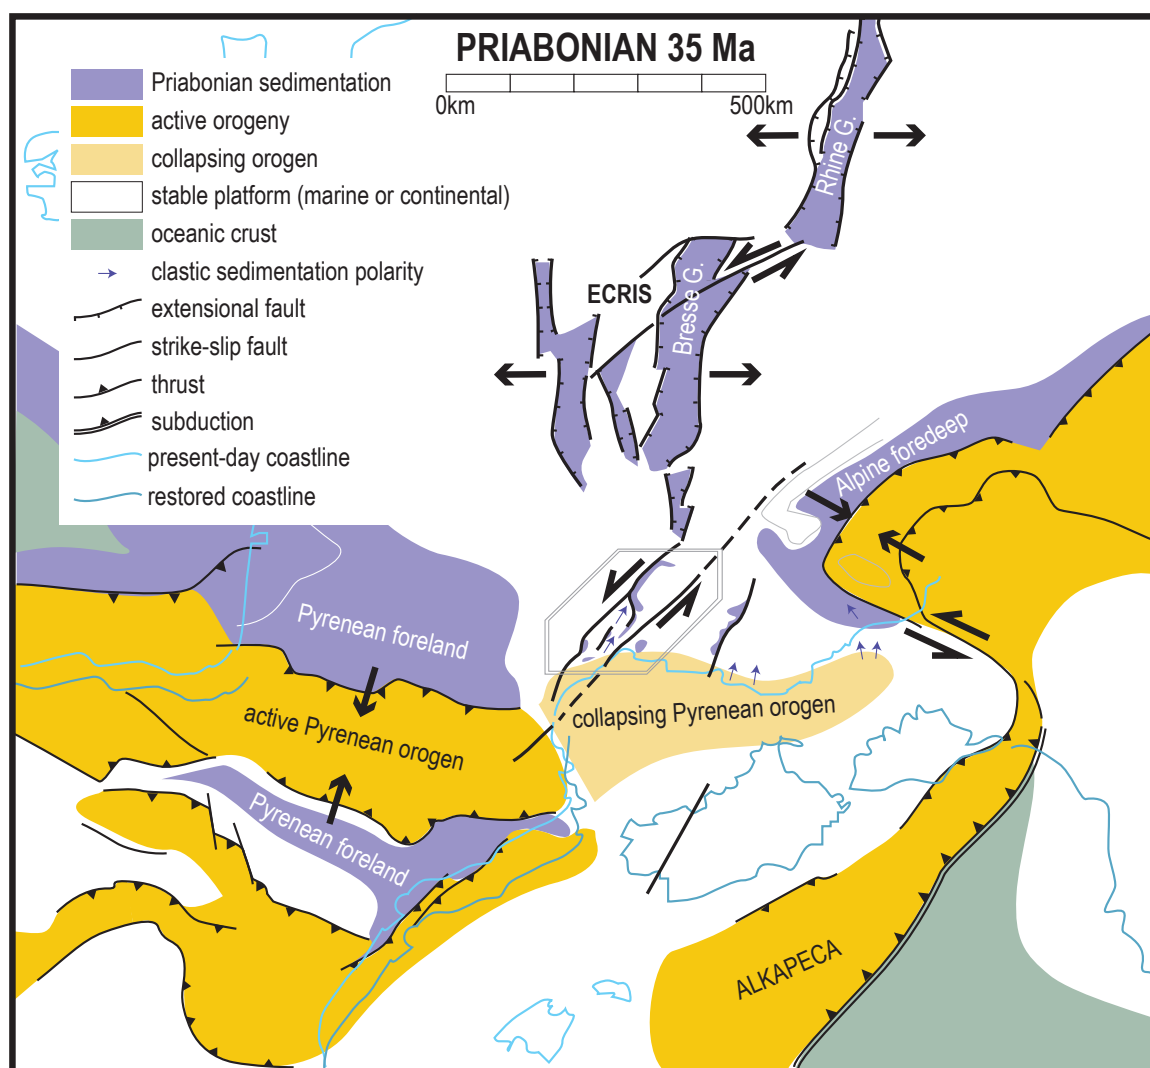 PRIABONIAN 35 Ma
0km
500km
Priabonian sedimentation
active orogeny
collapsing orogen
stable platform (marine or continental)
oceanic crust
clastic sedimentation polarity
extensional fault
strike-slip fault
thrust
subduction
present-day coastline
restored coastline
Rhine G.
ECRIS
Bresse G.
Alpine foredeep
Pyrenean foreland
active Pyrenean orogen
collapsing Pyrenean orogen
Pyrenean foreland
ALKAPECA